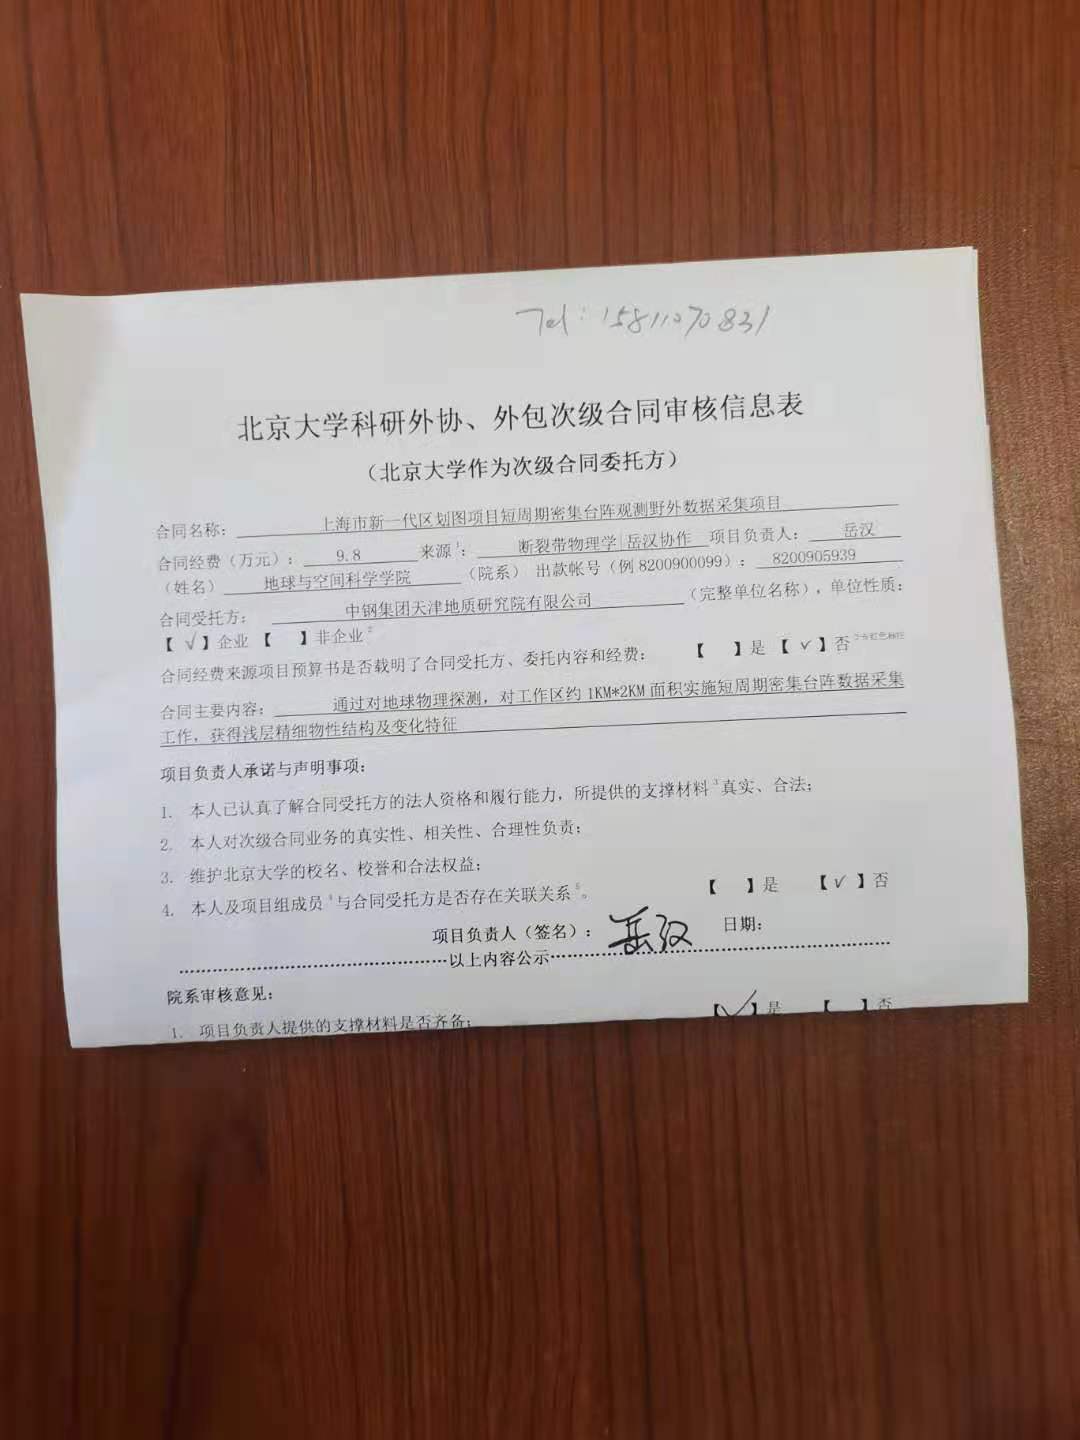 Tel：15811070831
北京大学科研外协、外包次级合同审核信息表
（北京大学作为次级合同委托方）
合同名称： 上海市新一代区划图项目短周期密集台阵观测野外数据采集项目
合同经费（万元）： 9.8 来源1： 断裂带物理学|岳汉协作 项目负责人： 岳汉
（姓名） 地球与空间科学学院 （院系） 出款帐号（例8200900099）： 8200905939
合同受托方： 中钢集团天津地质研究院有限公司 （完整单位名称），单位性质：
【 √ 】企业 【 】非企业2
合同经费来源项目预算书是否载明了合同受托方、委托内容和经费： 【 】是 【 √ 】否
合同主要内容： 通过对地球物理探测，对工作区约 1KM*2KM 面积实施短周期密集台阵数据采集
工作，获得浅层精细物性结构及变化特征
项目负责人承诺与声明事项：
1. 本人已认真了解合同受托方的法人资格和履行能力，所提供的支撑材料3真实、合法；
2. 本人对次级合同业务的真实性、相关性、合理性负责；
3. 维护北京大学的校名、校誉和合法权益；
4. 本人及项目组成员4与合同受托方是否存在关联关系5。 【 】是 【 √ 】否
项目负责人（签名）： 岳汉 日期：
以上内容公示
院系审核意见：
1. 项目负责人提供的支撑材料是否齐备； 【√】是 【 】否